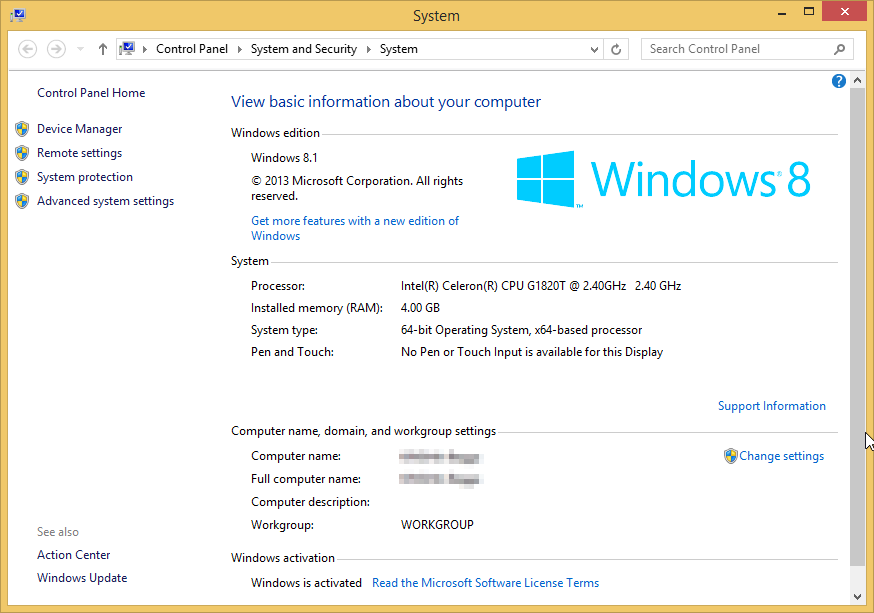 System
Control Panel
System and Security
System
Search Control Panel
Control Panel Home
Device Manager
Remote settings
System protection
Advanced system settings
See also
Action Center
Windows Update
View basic information about your computer
Windows edition
Windows 8.1
© 2013 Microsoft Corporation. All rights
reserved.
Get more features with a new edition of
Windows
Windows® 8
™
System
Processor: Intel(R) Celeron(R) CPU G1820T @ 2.40GHz 2.40 GHz
Installed memory (RAM): 4.00 GB
System type: 64-bit Operating System, x64-based processor
Pen and Touch: No Pen or Touch Input is available for this Display
Support Information
Computer name, domain, and workgroup settings
Computer name:
Change settings
Full computer name:
Computer description:
Workgroup: WORKGROUP
Windows activation
Windows is activated Read the Microsoft Software License Terms